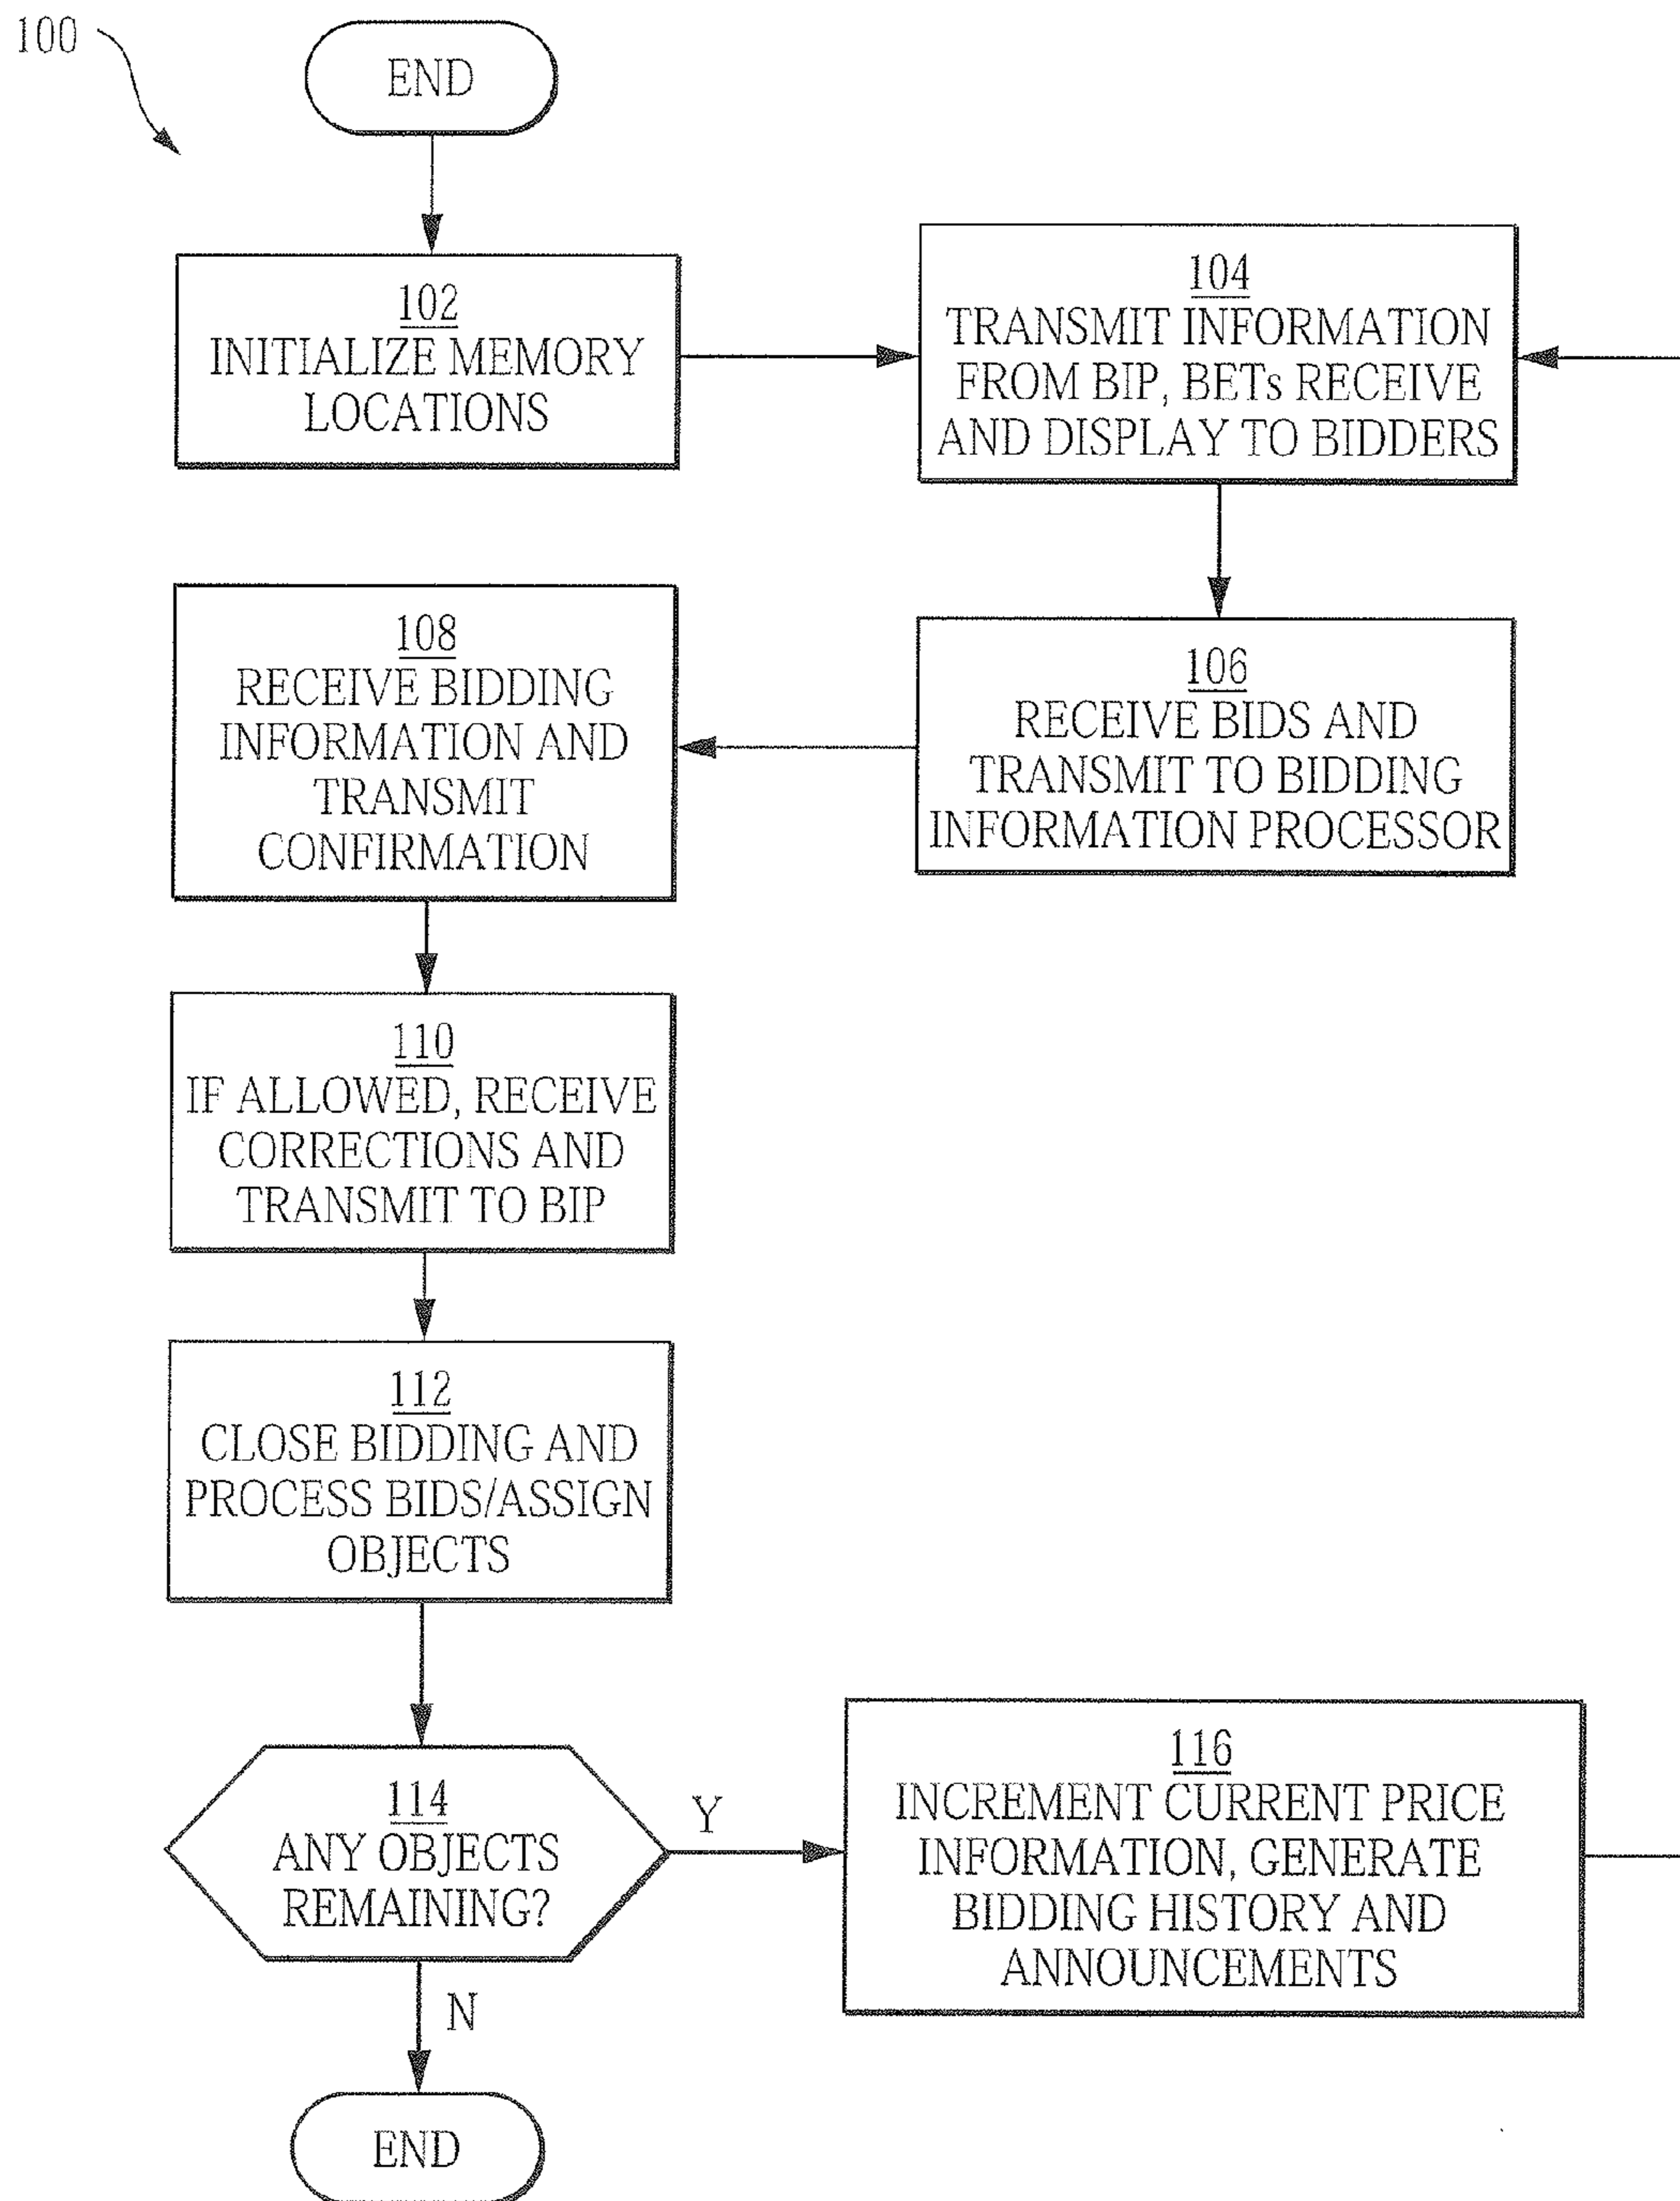 100
END
102
INITIALIZE MEMORY
LOCATIONS
104
TRANSMIT INFORMATION
FROM BIP, BETs RECEIVE
AND DISPLAY TO BIDDERS
106
RECEIVE BIDS AND
TRANSMIT TO BIDDING
INFORMATION PROCESSOR
108
RECEIVE BIDDING
INFORMATION AND
TRANSMIT
CONFIRMATION
110
IF ALLOWED, RECEIVE
CORRECTIONS AND
TRANSMIT TO BIP
112
CLOSE BIDDING AND
PROCESS BIDS/ASSIGN
OBJECTS
114
ANY OBJECTS
REMAINING?
Y
116
INCREMENT CURRENT PRICE
INFORMATION, GENERATE
BIDDING HISTORY AND
ANNOUNCEMENTS
N
END